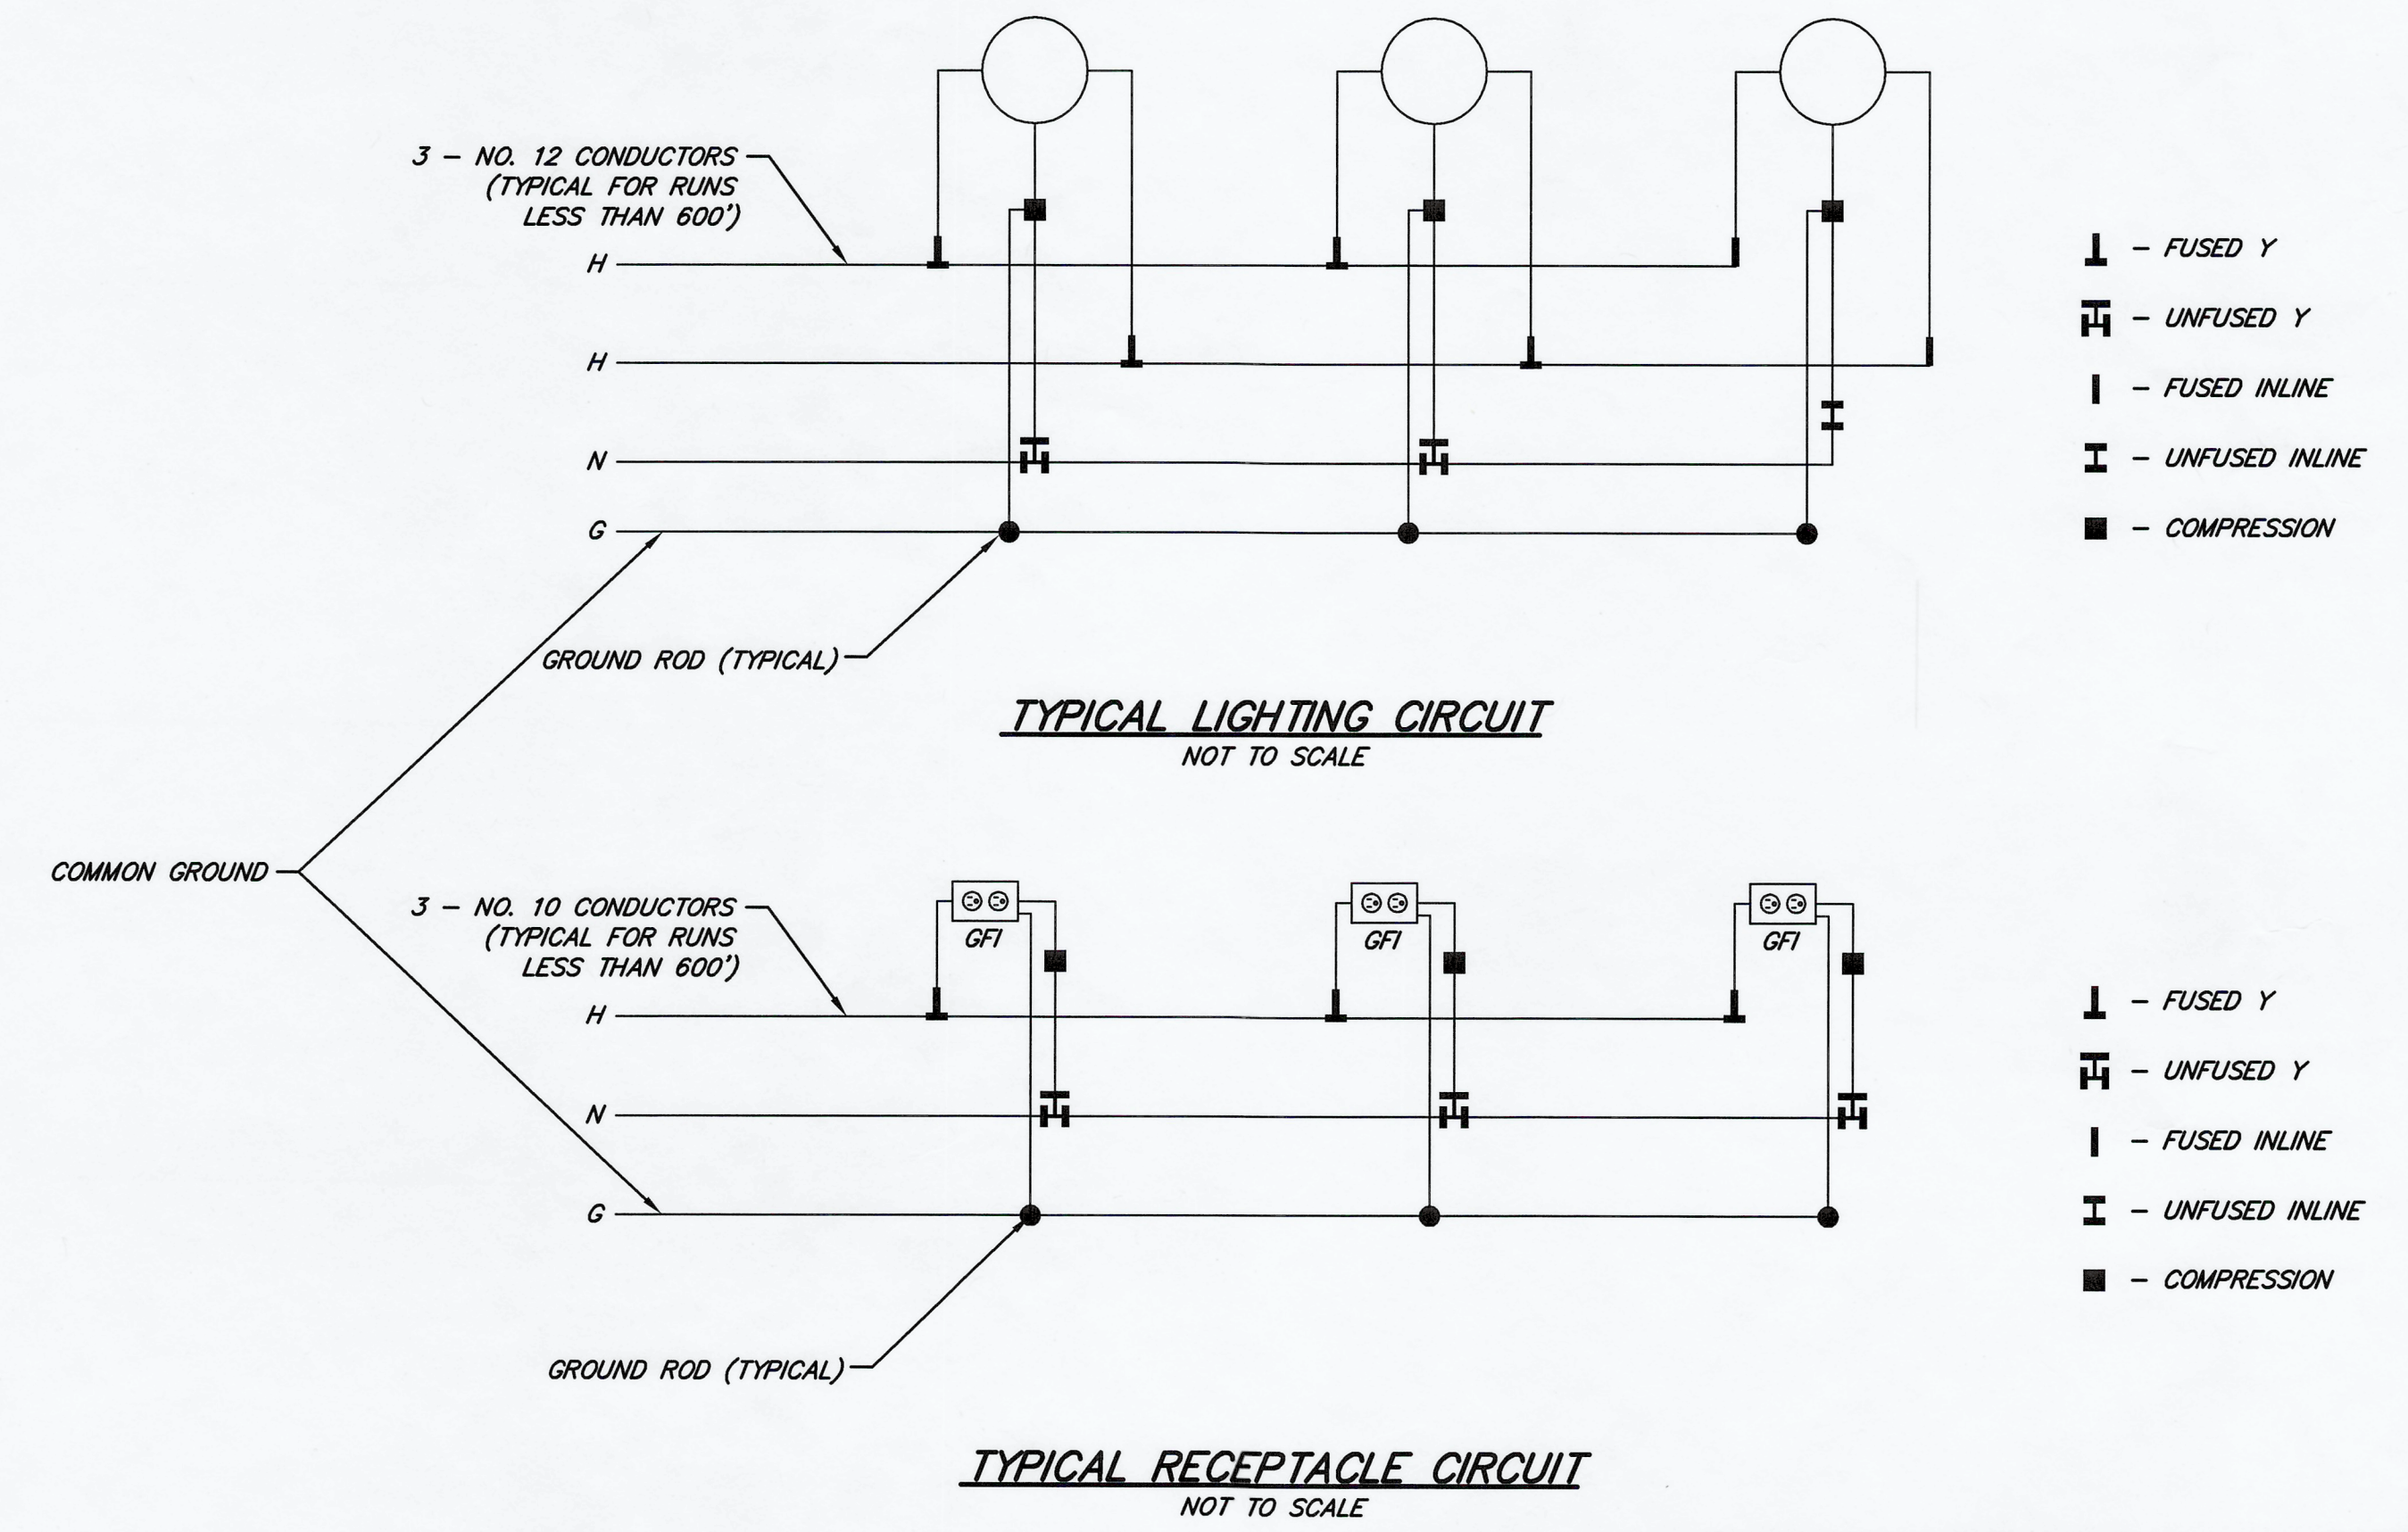 3 – NO. 12 CONDUCTORS
(TYPICAL FOR RUNS
LESS THAN 600')
H
H
N
G
– FUSED Y
– UNFUSED Y
– FUSED INLINE
– UNFUSED INLINE
– COMPRESSION
GROUND ROD (TYPICAL)
TYPICAL LIGHTING CIRCUIT
NOT TO SCALE
COMMON GROUND
3 – NO. 10 CONDUCTORS
(TYPICAL FOR RUNS
LESS THAN 600')
GFI
GFI
GFI
H
N
G
– FUSED Y
– UNFUSED Y
– FUSED INLINE
– UNFUSED INLINE
– COMPRESSION
GROUND ROD (TYPICAL)
TYPICAL RECEPTACLE CIRCUIT
NOT TO SCALE